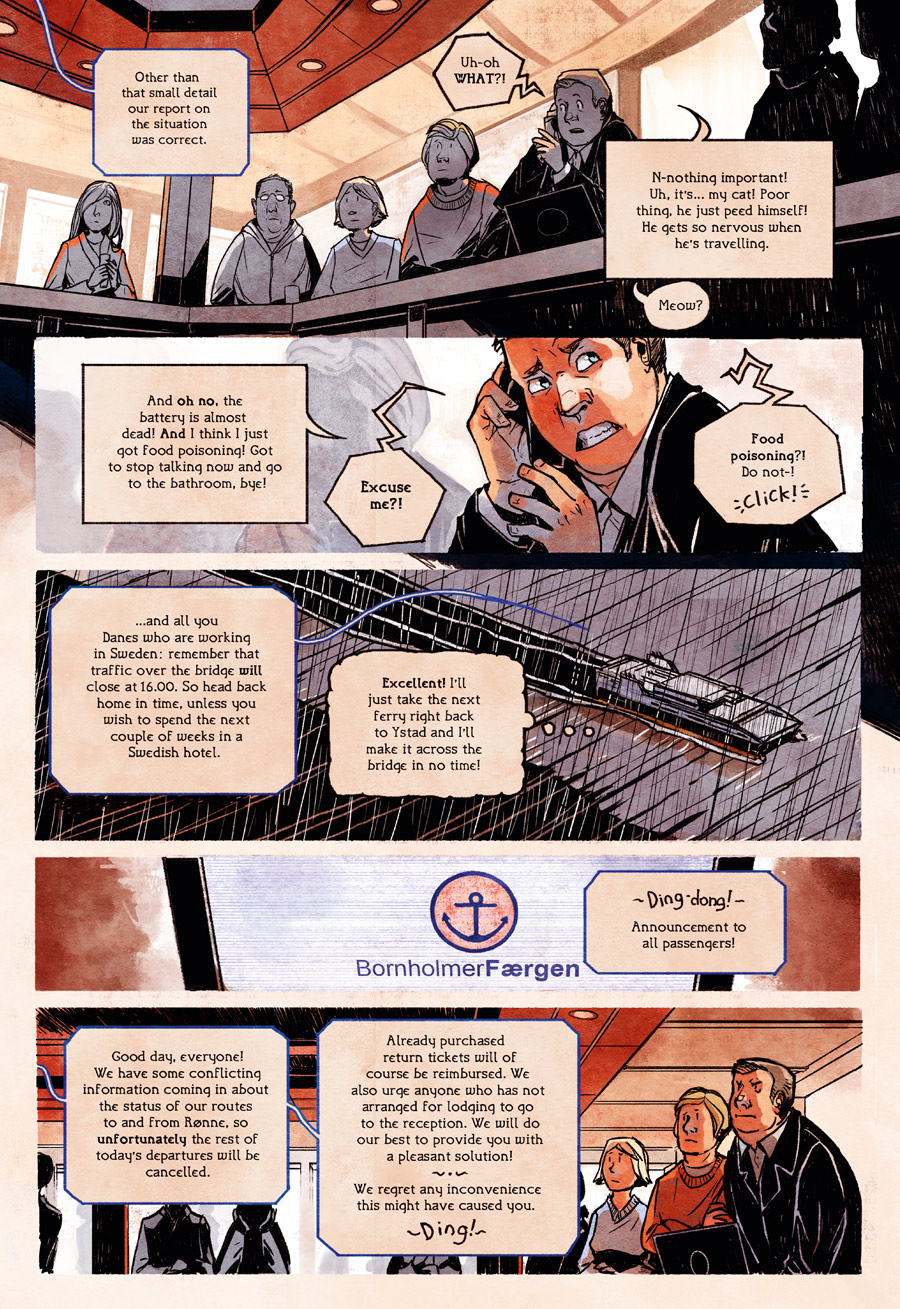 Other than
that small detail
our report on
the situation
was correct.
Uh-oh
WHAT?!
N-nothing important!
Uh, it's... my cat! Poor
thing, he just peed himself!
He gets so nervous when
he's travelling.
Meow?
And oh no, the
battery is almost
dead! And I think I just
got food poisoning! Got
to stop talking now and go
to the bathroom, bye!
Excuse
me?!
Food
poisoning?!
Do not-!
Click!
...and all you
Danes who are working
in Sweden: remember that
traffic over the bridge will
close at 16.00. So head back
home in time, unless you
wish to spend the next
couple of weeks in a
Swedish hotel.
Excellent! I'll
just take the next
ferry right back
to Ystad and I'll
make it across the
bridge in no time!
BornholmerFærgen
~Ding-dong!~
Announcement to
all passengers!
Good day, everyone!
We have some conflicting
information coming in about
the status of our routes
to and from Rønne, so
unfortunately the rest of
today's departures will be
cancelled.
Already purchased
return tickets will of
course be reimbursed. We
also urge anyone who has not
arranged for lodging to go
to the reception. We will do
our best to provide you with
a pleasant solution!
~•~
We regret any inconvenience
this might have caused you.
~Ding!~